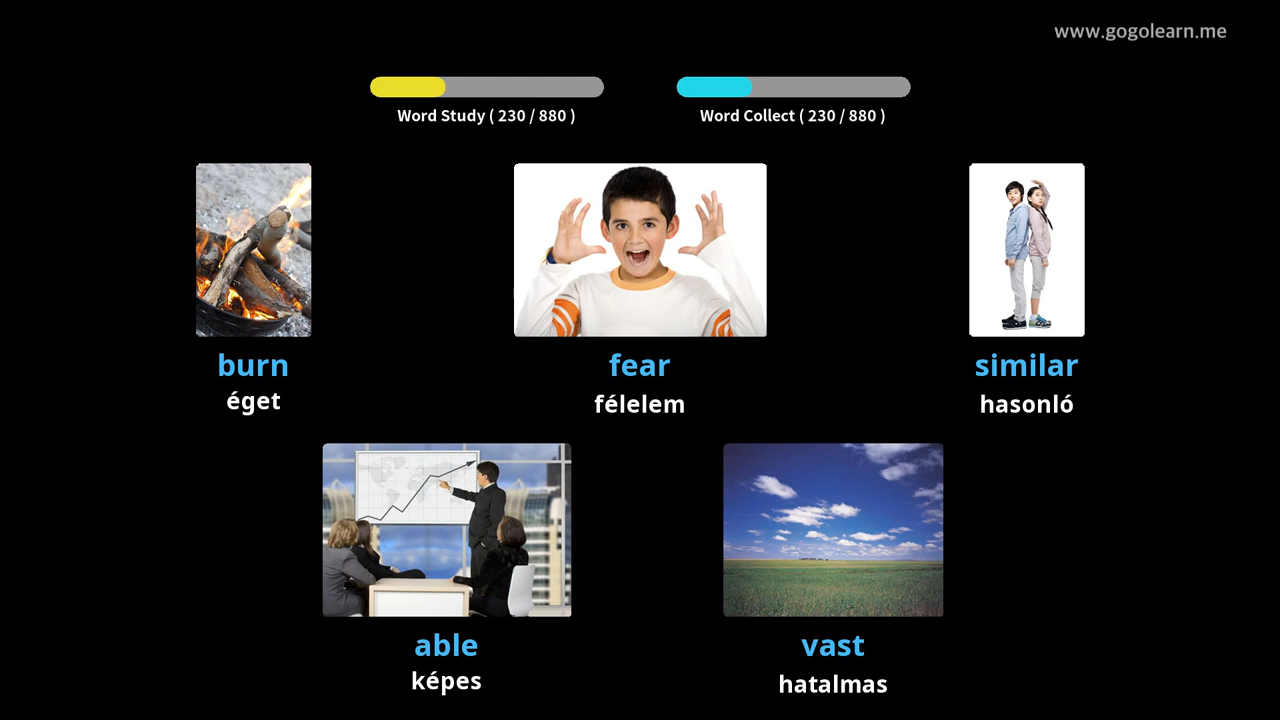 www.gogolearn.me
Word Study ( 230 / 880 )
Word Collect ( 230 / 880 )
burn
éget
fear
félelem
similar
hasonló
able
képes
vast
hatalmas